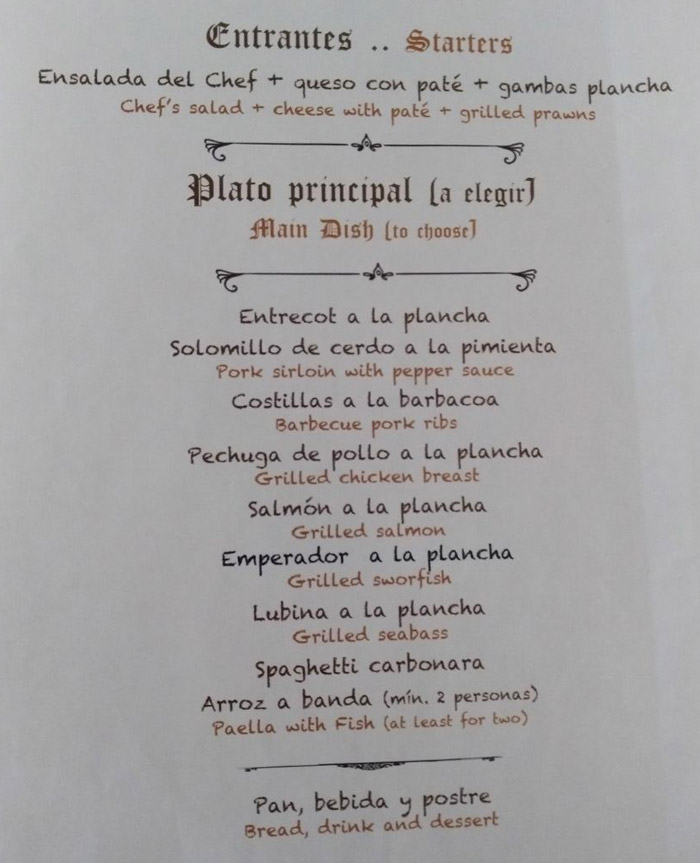 Entrantes .. Starters
Ensalada del Chef + queso con paté + gambas plancha
Chef's salad + cheese with paté + grilled prawns
Plato principal (a elegir)
Main Dish (to choose)
Entrecot a la plancha
Solomillo de cerdo a la pimienta
Pork sirloin with pepper sauce
Costillas a la barbacoa
Barbecue pork ribs
Pechuga de pollo a la plancha
Grilled chicken breast
Salmón a la plancha
Grilled salmon
Emperador a la plancha
Grilled sworfish
Lubina a la plancha
Grilled seabass
Spaghetti carbonara
Arroz a banda (mín. 2 personas)
Paella with Fish (at least for two)
Pan, bebida y postre
Bread, drink and dessert